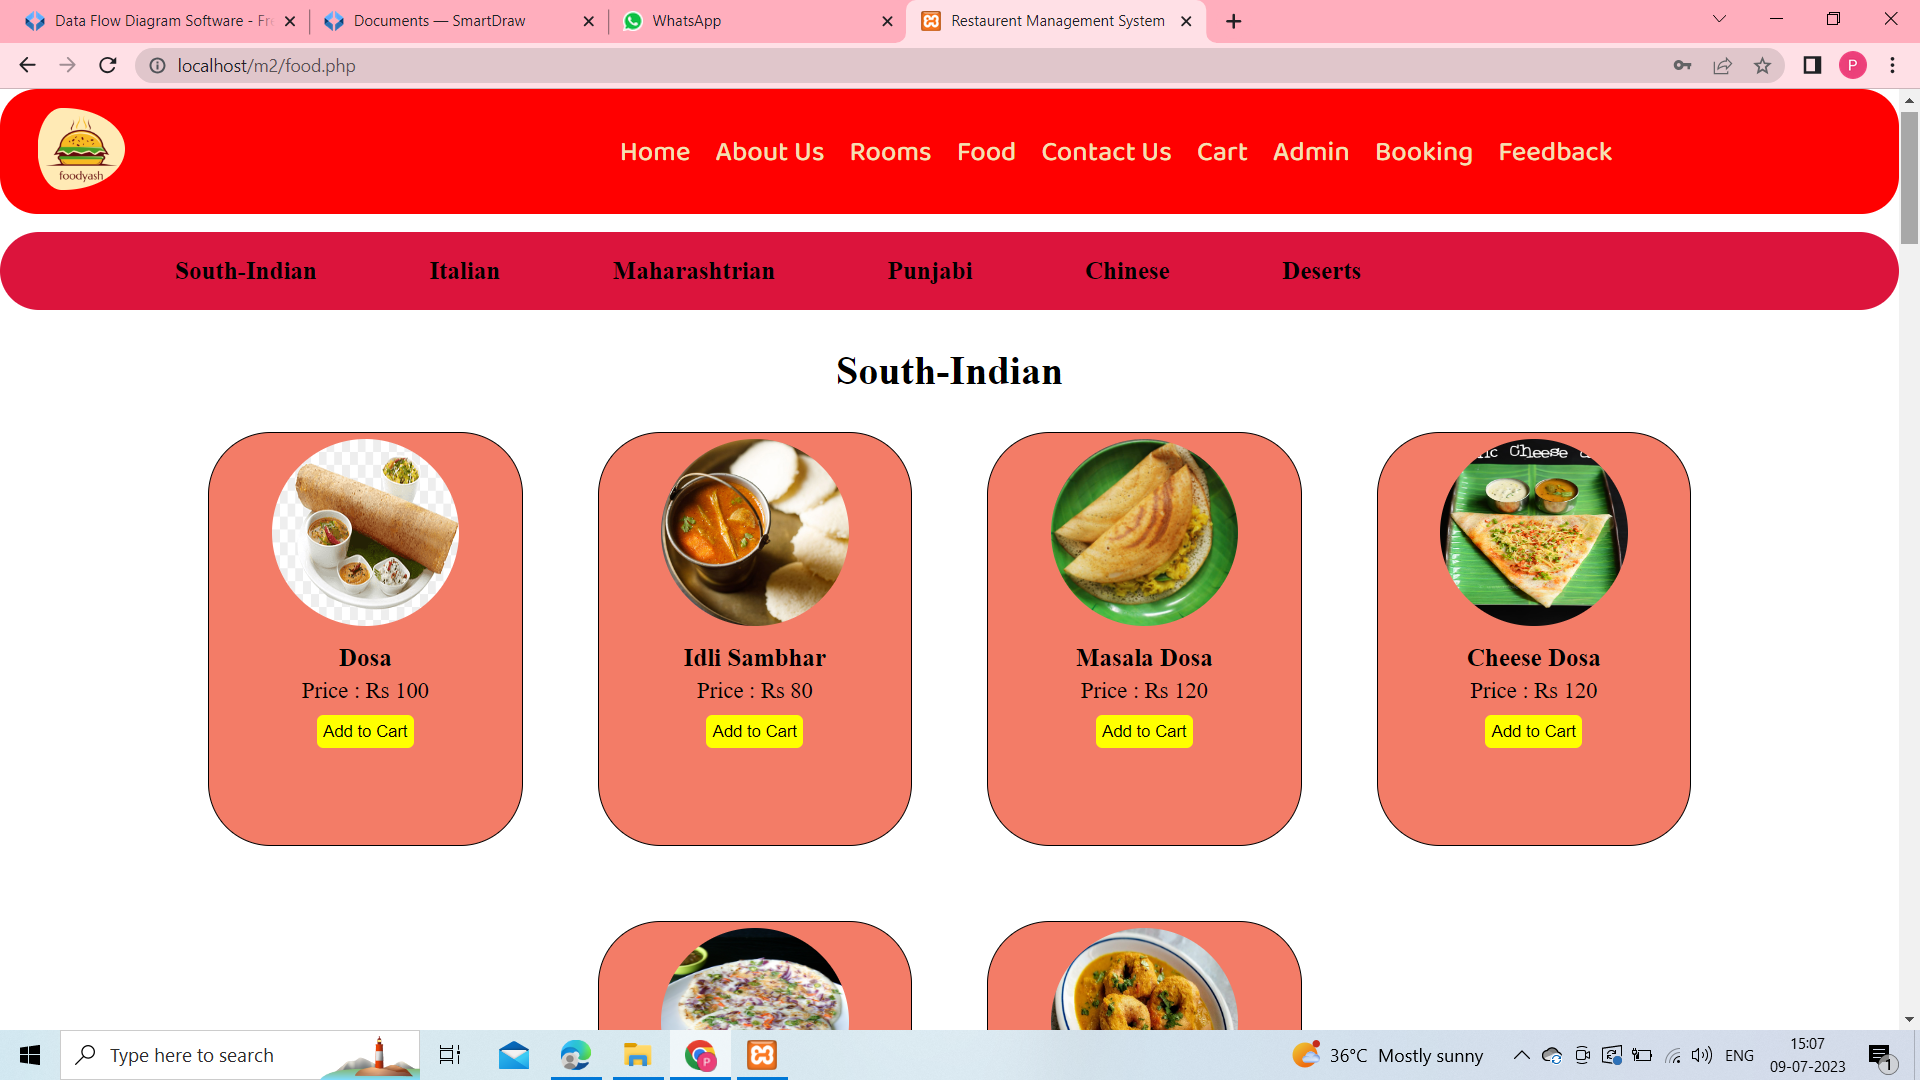 Data Flow Diagram Software - Fre
Documents — SmartDraw
WhatsApp
Restaurent Management System
localhost/m2/food.php
P
foodyash
Home About Us Rooms Food Contact Us Cart Admin Booking Feedback
South-Indian Italian Maharashtrian Punjabi Chinese Deserts
South-Indian
Cheese
Dosa
Price : Rs 100
Add to Cart
Idli Sambhar
Price : Rs 80
Add to Cart
Masala Dosa
Price : Rs 120
Add to Cart
Cheese Dosa
Price : Rs 120
Add to Cart
Type here to search
P
36°C Mostly sunny
ENG
15:07
09-07-2023
1